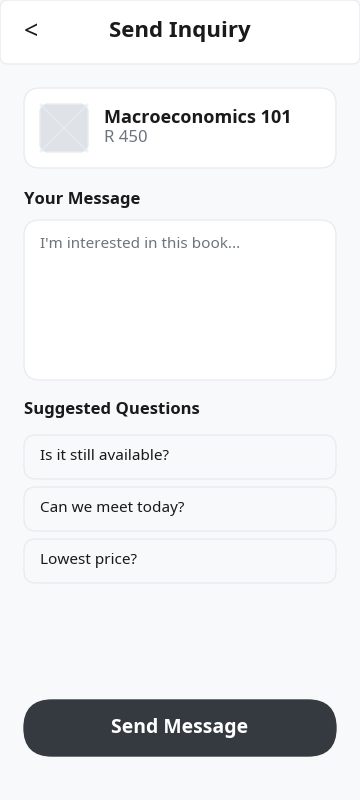 < Send Inquiry
Macroeconomics 101
R 450
Your Message
I'm interested in this book...
Suggested Questions
Is it still available?
Can we meet today?
Lowest price?
Send Message